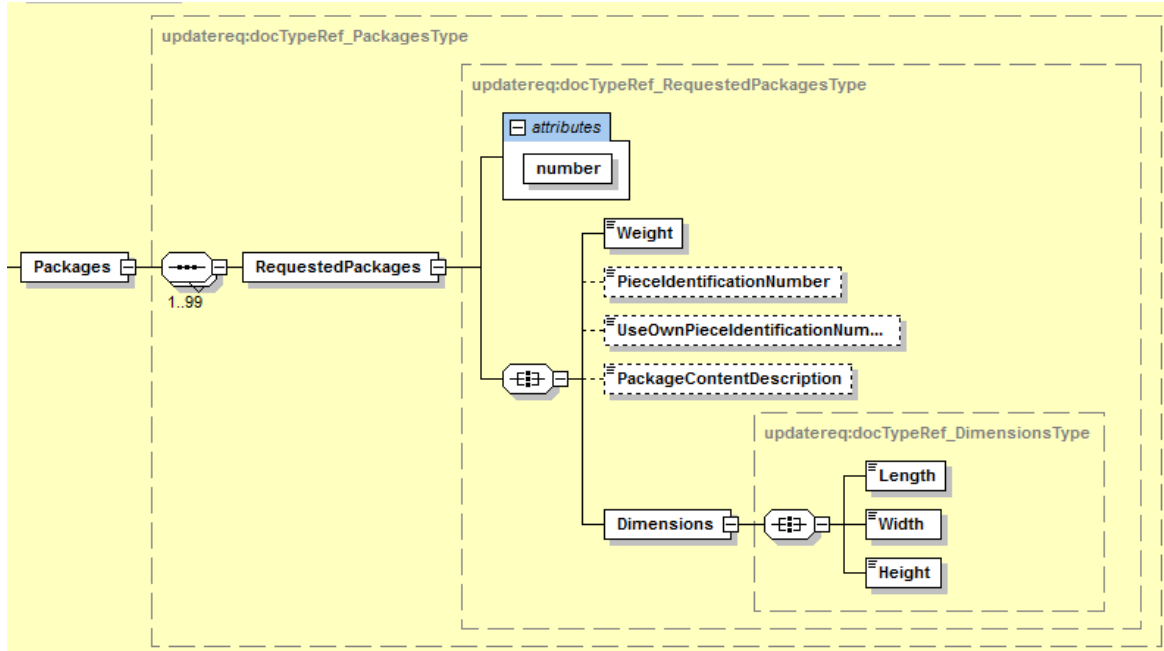 updatereq:docTypeRef_PackagesType
updatereq:docTypeRef_RequestedPackagesType
attributes
number
Weight
Packages
RequestedPackages
PieceIdentificationNumber
1..99
UseOwnPieceIdentificationNum...
PackageContentDescription
updatereq:docTypeRef_DimensionsType
Length
Dimensions
Width
Height